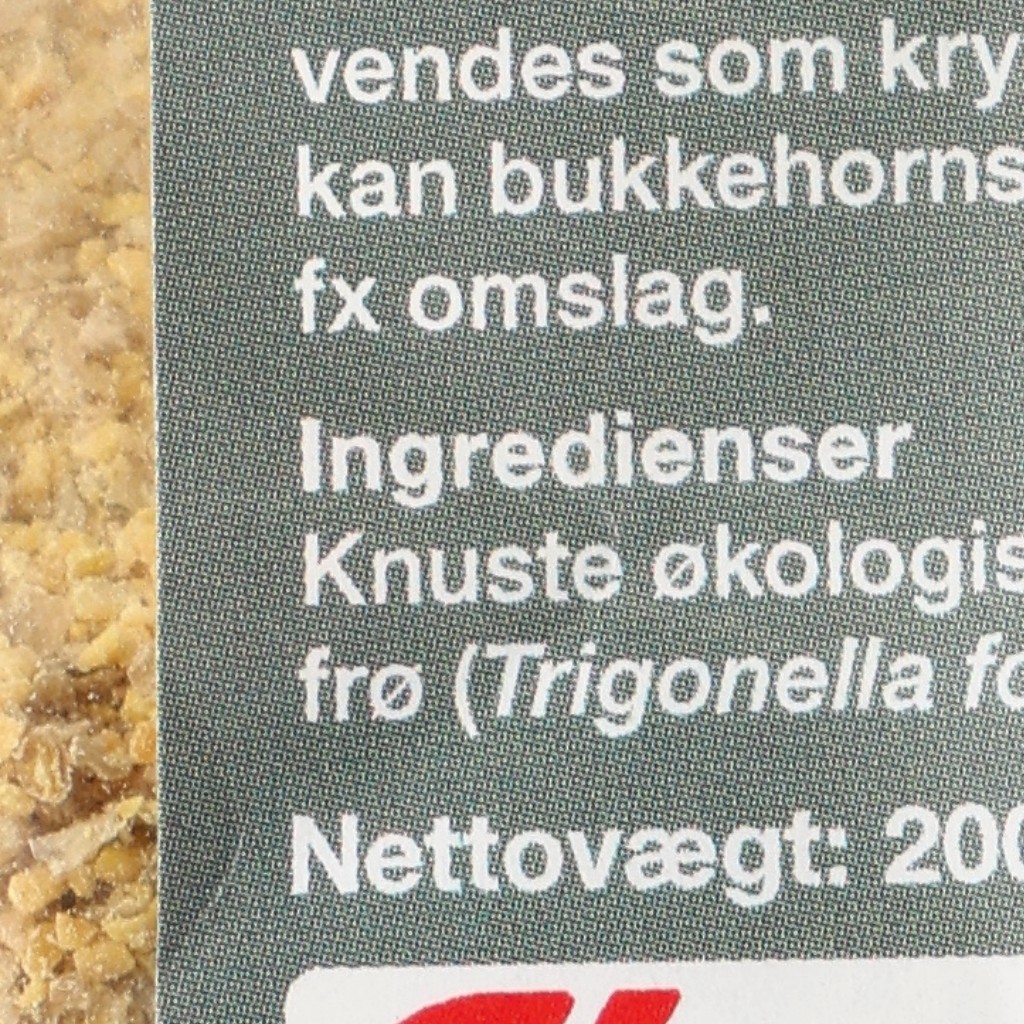 vendes som kry
kan bukkehorns
fx omslag.
Ingredienser
Knuste økologis
frø (Trigonella fo
Nettovægt: 200